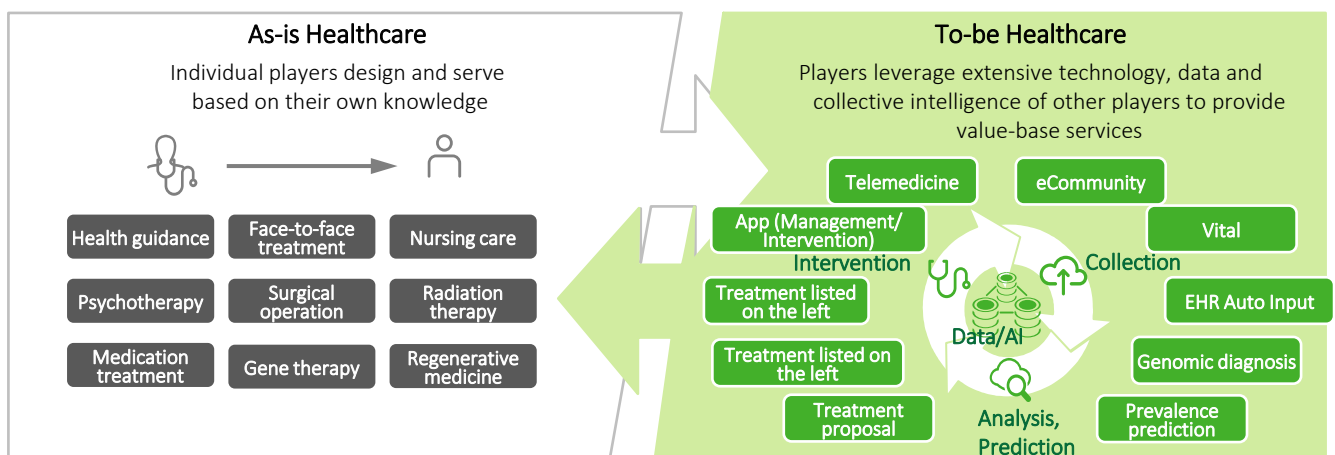 As-is Healthcare
Individual players design and serve
based on their own knowledge
Health guidance
Face-to-face
treatment
Nursing care
Psychotherapy
Surgical
operation
Radiation
therapy
Medication
treatment
Gene therapy
Regenerative
medicine
To-be Healthcare
Players leverage extensive technology, data and
collective intelligence of other players to provide
value-base services
Telemedicine
eCommunity
App (Management/
Intervention)
Vital
Intervention
Collection
Treatment listed
on the left
EHR Auto Input
Data/AI
Treatment listed on
the left
Genomic diagnosis
Treatment
proposal
Analysis,
Prediction
Prevalence
prediction